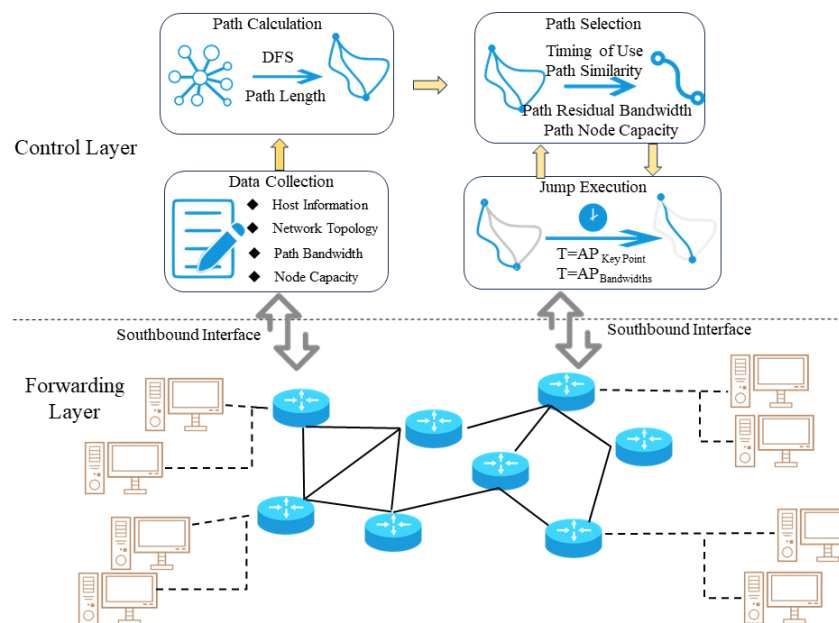 Path Calculation
DFS
Path Length
Path Selection
Timing of Use
Path Similarity
Path Residual Bandwidth
Path Node Capacity
Control Layer
Data Collection
◆ Host Information
◆ Network Topology
◆ Path Bandwidth
◆ Node Capacity
Jump Execution
T=AP Key Point
T=AP Bandwidths
Southbound Interface
Southbound Interface
Forwarding
Layer